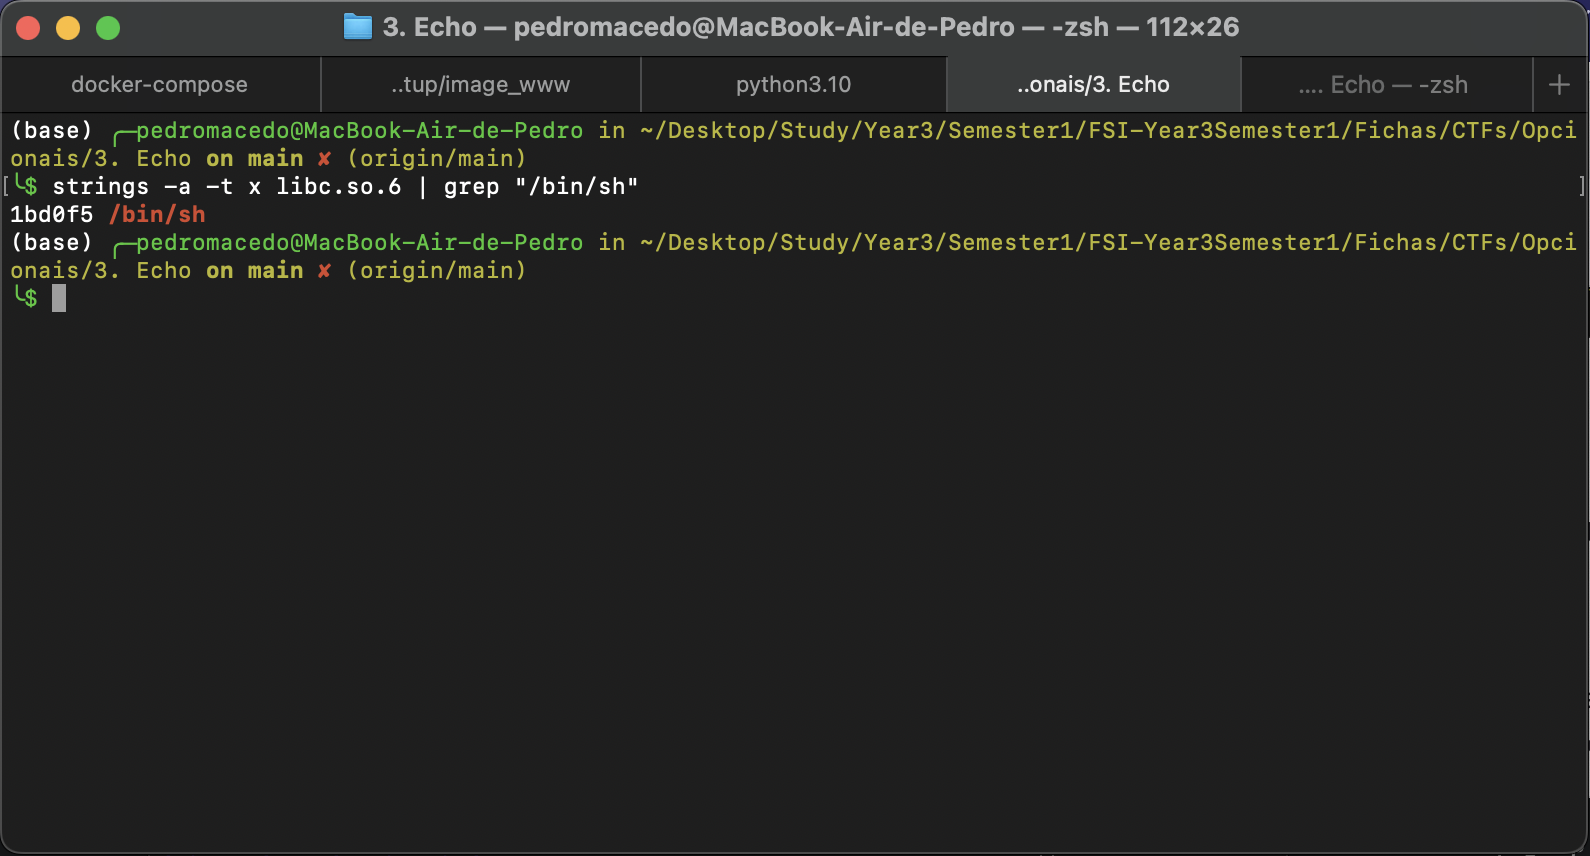 3. Echo — pedromacedo@MacBook-Air-de-Pedro — -zsh — 112×26
docker-compose ..tup/image_www python3.10 ..onais/3. Echo .... Echo — -zsh +
(base) ╭─pedromacedo@MacBook-Air-de-Pedro in ~/Desktop/Study/Year3/Semester1/FSI-Year3Semester1/Fichas/CTFs/Opci
onais/3. Echo on main ✘ (origin/main)
[╰$ strings -a -t x libc.so.6 | grep "/bin/sh" ]
1bd0f5 /bin/sh
(base) ╭─pedromacedo@MacBook-Air-de-Pedro in ~/Desktop/Study/Year3/Semester1/FSI-Year3Semester1/Fichas/CTFs/Opci
onais/3. Echo on main ✘ (origin/main)
╰$